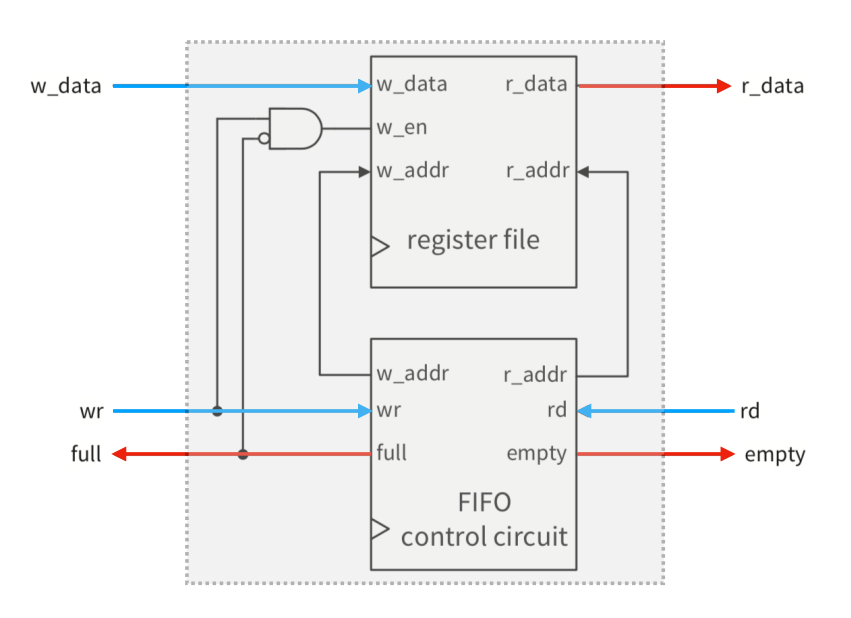 w_data
w_data
r_data
r_data
w_en
w_addr
r_addr
register file
w_addr
r_addr
wr
wr
rd
rd
full
full
empty
empty
FIFO
control circuit